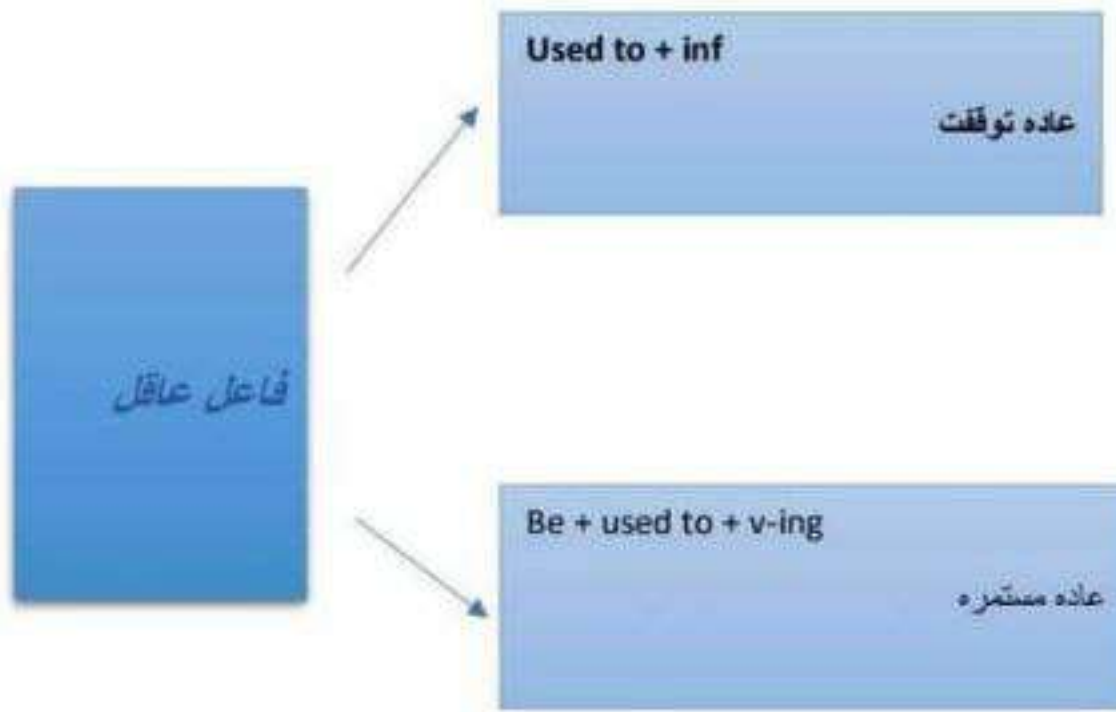 Used to + inf
عاده توقفت
فاعل عاقل
Be + used to + v-ing
عاده مستمره